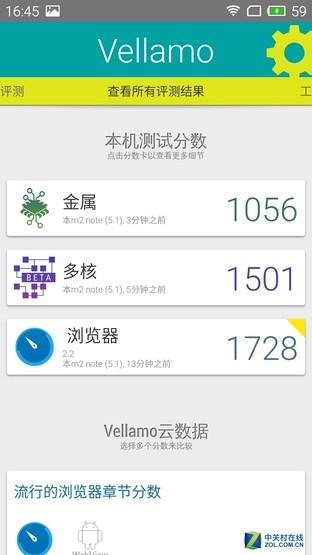 16:45 59
Vellamo
评测 查看所有评测结果 工
本机测试分数
点击分数卡以查看更多细节
金属
本m2 note (5.1), 3分钟之前
1056
多核
本m2 note (5.1), 5分钟之前
1501
BETA
浏览器
2.2
本m2 note (5.1), 13分钟之前
1728
Vellamo云数据
选择多个分数来比较
流行的浏览器章节分数
WebView
中关村在线
ZOL.COM.CN